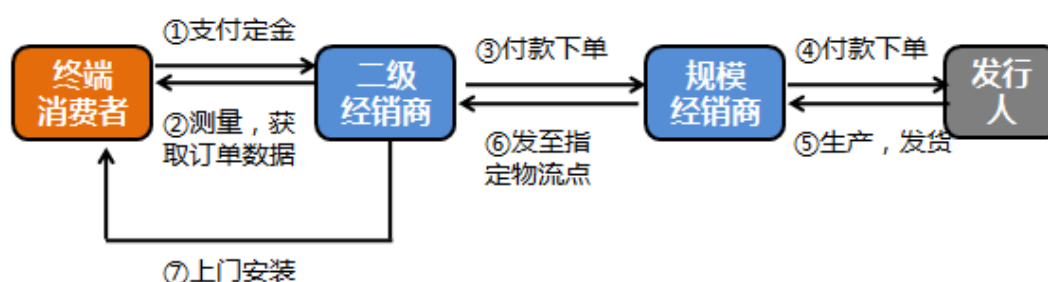 ①支付定金
③付款下单
④付款下单
终端
消费者
二级
经销商
规模
经销商
发行
人
②测量，获
取订单数据
⑥发至指
定物流点
⑤生产，发货
⑦上门安装